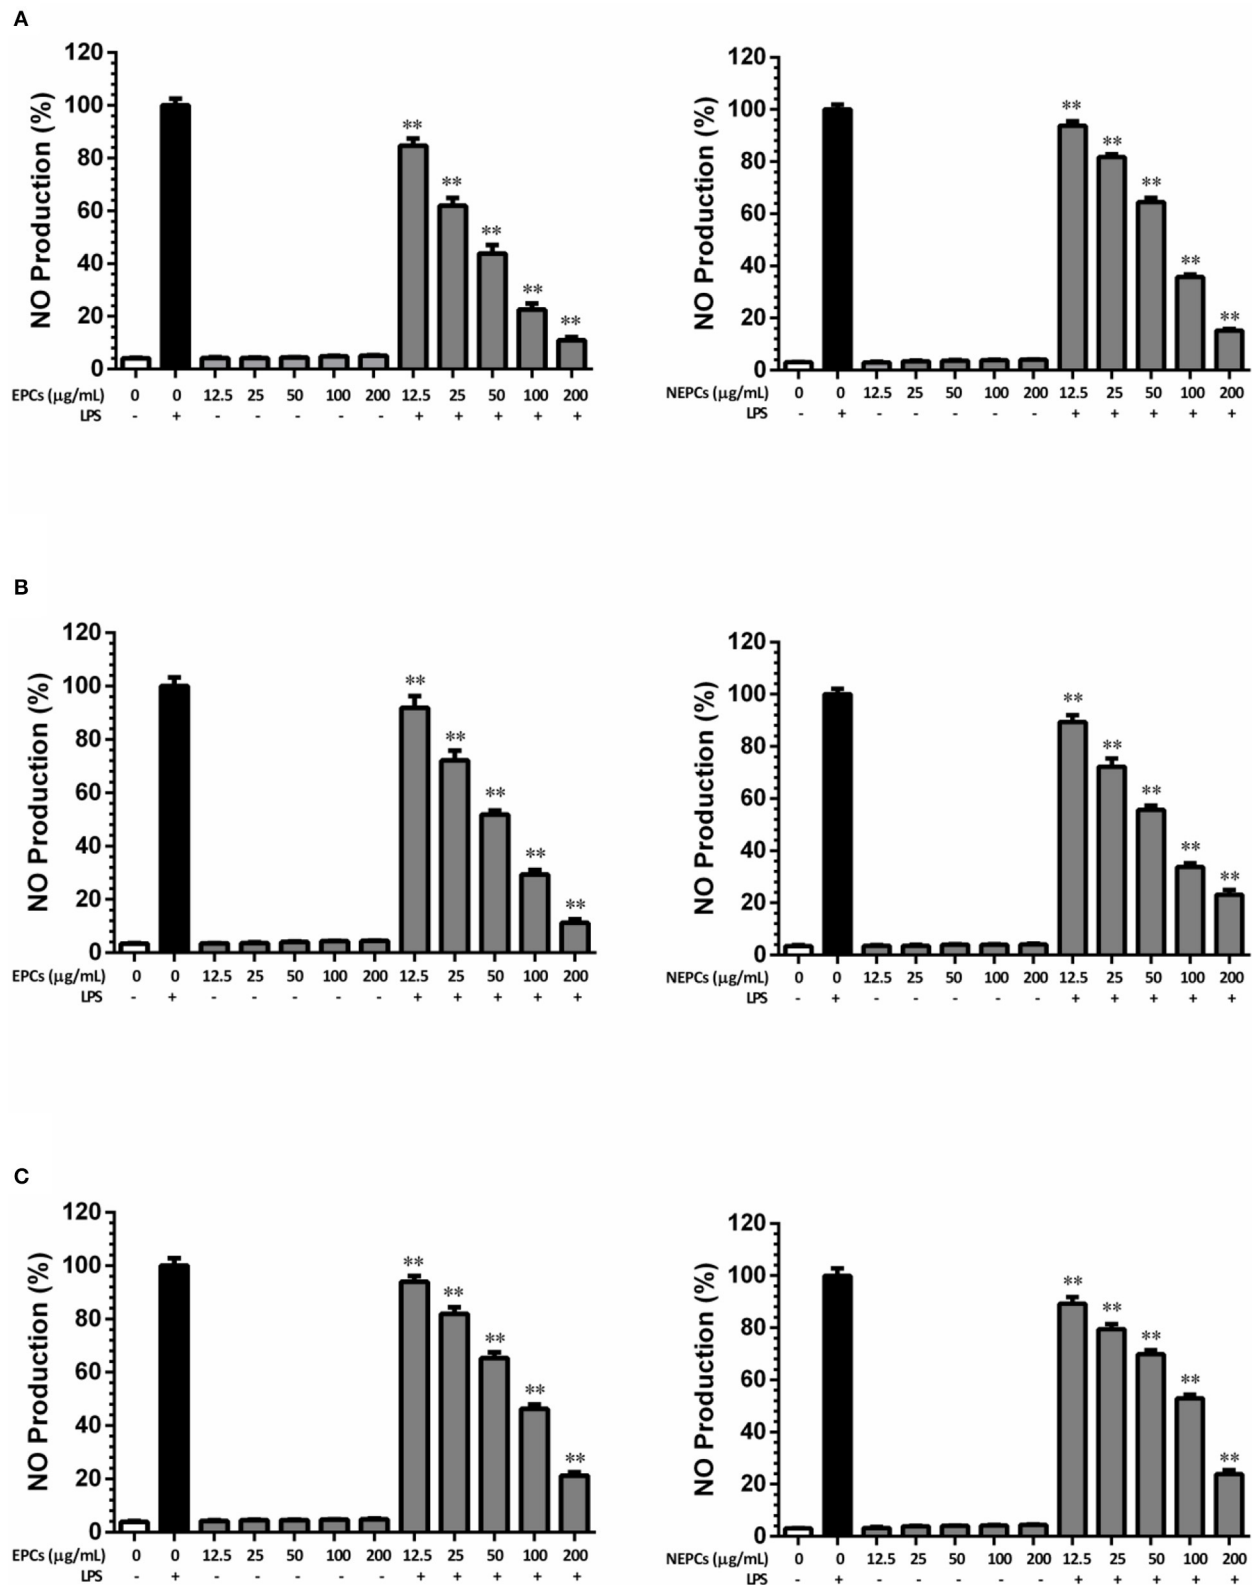 A
120
100
80
60
40
20
0
NO Production (%)
** ** ** ** **
EPCs (μg/mL) 0 0 12.5 25 50 100 200 12.5 25 50 100 200
LPS - + - - - - - + + + + +
120
100
80
60
40
20
0
NO Production (%)
** ** ** ** **
NEPCs (μg/mL) 0 0 12.5 25 50 100 200 12.5 25 50 100 200
LPS - + - - - - - + + + + +
B
120
100
80
60
40
20
0
NO Production (%)
** ** ** ** **
EPCs (μg/mL) 0 0 12.5 25 50 100 200 12.5 25 50 100 200
LPS - + - - - - - + + + + +
120
100
80
60
40
20
0
NO Production (%)
** ** ** ** **
NEPCs (μg/mL) 0 0 12.5 25 50 100 200 12.5 25 50 100 200
LPS - + - - - - - + + + + +
C
120
100
80
60
40
20
0
NO Production (%)
** ** ** ** **
EPCs (μg/mL) 0 0 12.5 25 50 100 200 12.5 25 50 100 200
LPS - + - - - - - + + + + +
120
100
80
60
40
20
0
NO Production (%)
** ** ** ** **
NEPCs (μg/mL) 0 0 12.5 25 50 100 200 12.5 25 50 100 200
LPS - + - - - - - + + + + +